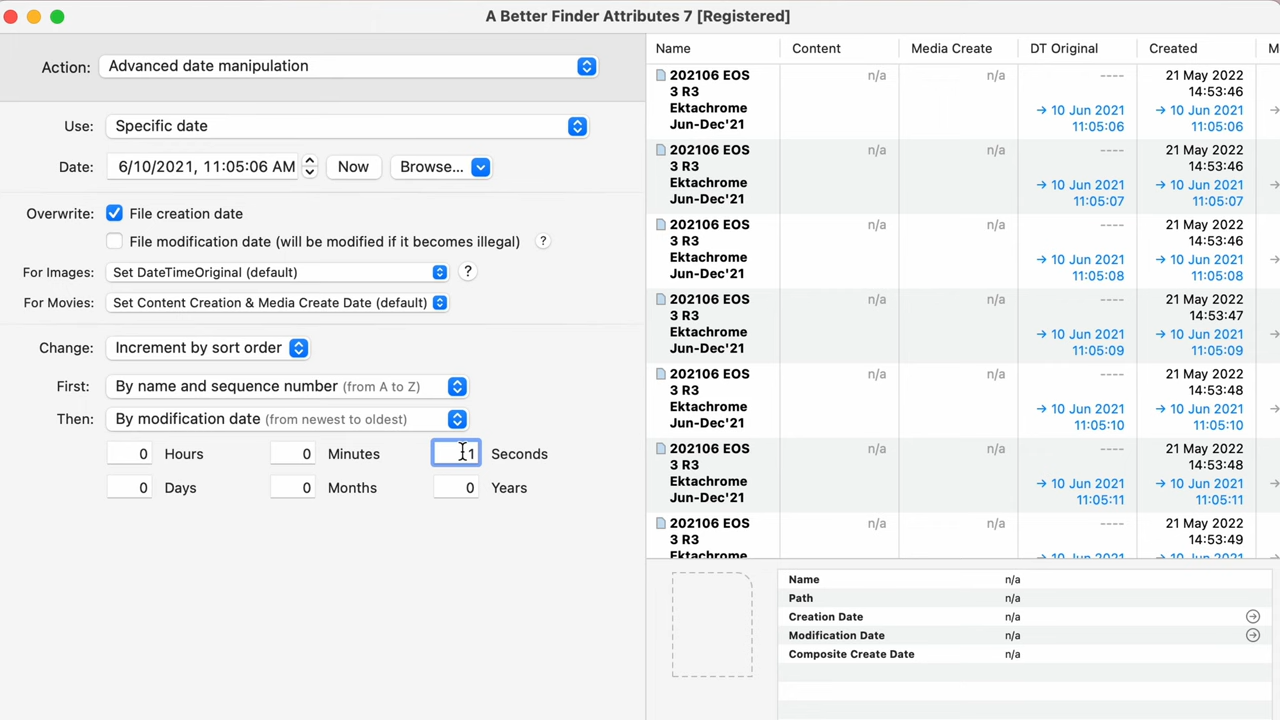 A Better Finder Attributes 7 [Registered]
Action: Advanced date manipulation
Use: Specific date
Date: 6/10/2021, 11:05:06 AM Now Browse...
Overwrite: File creation date
File modification date (will be modified if it becomes illegal) ?
For Images: Set DateTimeOriginal (default) ?
For Movies: Set Content Creation & Media Create Date (default)
Change: Increment by sort order
First: By name and sequence number (from A to Z)
Then: By modification date (from newest to oldest)
0 Hours 0 Minutes 1 Seconds
0 Days 0 Months 0 Years
Name Content Media Create DT Original Created M
202106 EOS n/a n/a ---- 21 May 2022
3 R3 14:53:46
Ektachrome → 10 Jun 2021 → 10 Jun 2021
Jun-Dec'21 11:05:06 11:05:06
202106 EOS n/a n/a ---- 21 May 2022
3 R3 14:53:46
Ektachrome → 10 Jun 2021 → 10 Jun 2021 →
Jun-Dec'21 11:05:07 11:05:07
202106 EOS n/a n/a ---- 21 May 2022
3 R3 14:53:46
Ektachrome → 10 Jun 2021 → 10 Jun 2021 →
Jun-Dec'21 11:05:08 11:05:08
202106 EOS n/a n/a ---- 21 May 2022
3 R3 14:53:47
Ektachrome → 10 Jun 2021 → 10 Jun 2021 →
Jun-Dec'21 11:05:09 11:05:09
202106 EOS n/a n/a ---- 21 May 2022
3 R3 14:53:48
Ektachrome → 10 Jun 2021 → 10 Jun 2021 →
Jun-Dec'21 11:05:10 11:05:10
202106 EOS n/a n/a ---- 21 May 2022
3 R3 14:53:48
Ektachrome → 10 Jun 2021 → 10 Jun 2021 →
Jun-Dec'21 11:05:11 11:05:11
202106 EOS n/a n/a ---- 21 May 2022
3 R3 14:53:49
Ektachrome → 10 Jun 2021 → 10 Jun 2021
Name n/a
Path n/a
Creation Date n/a
Modification Date n/a
Composite Create Date n/a